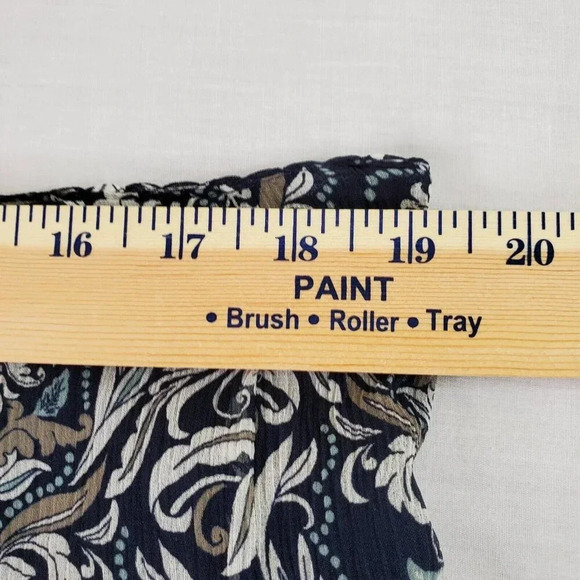 16 17 18 19 20
PAINT
• Brush • Roller • Tray